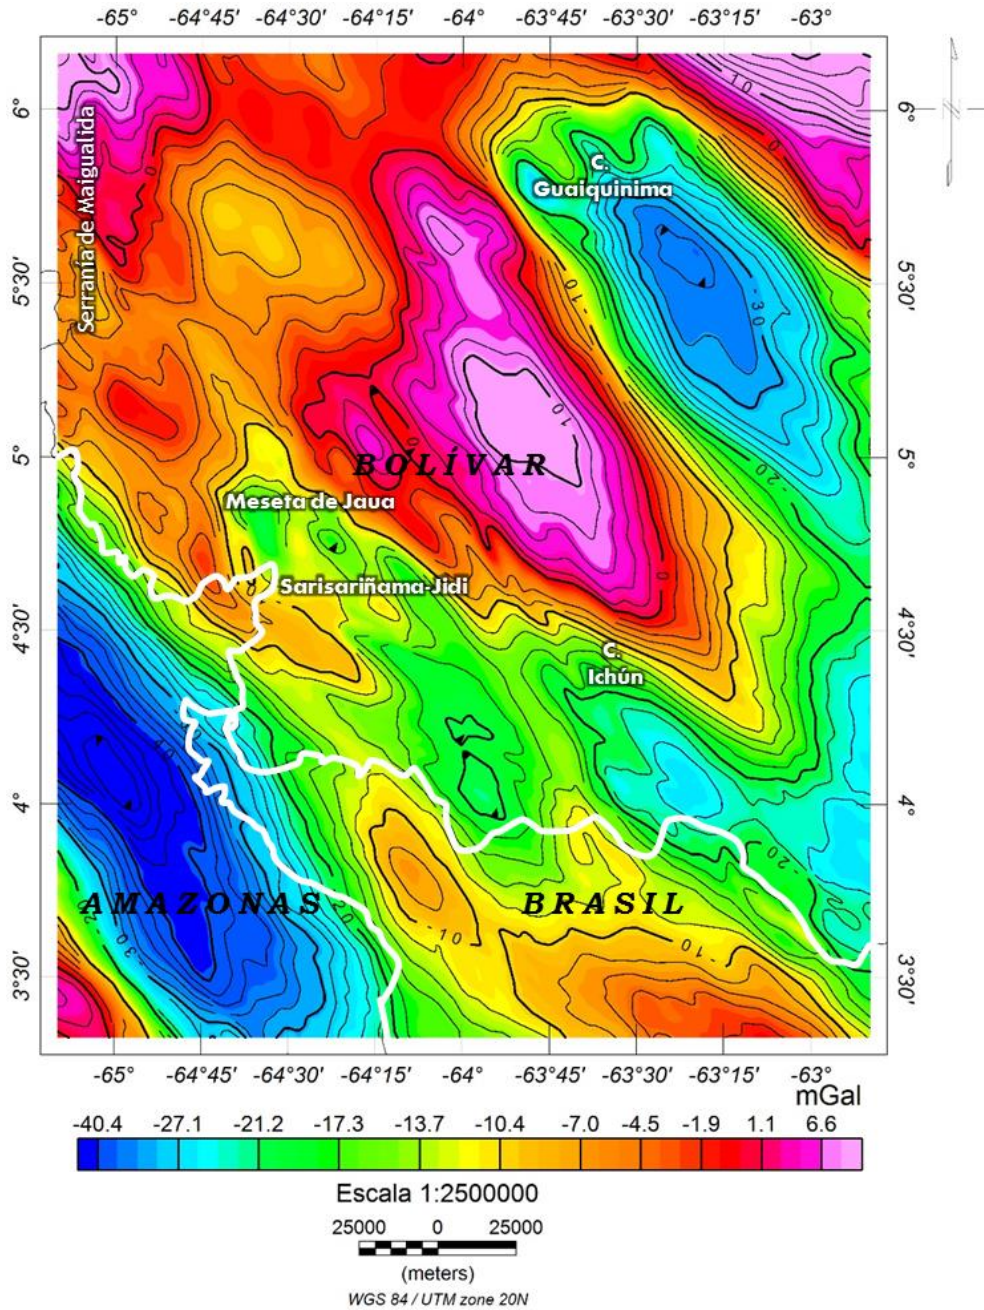 -65° -64°45' -64°30' -64°15' -64° -63°45' -63°30' -63°15' -63°
6°
5°30'
5°
4°30'
4°
3°30'
6°
5°30'
5°
4°30'
4°
3°30'
Serranía de Maigualida
C.
Guaiquinima
BOLÍVAR
Meseta de Jaua
Sarisariñama-Jidi
C.
Ichún
AMAZONAS
BRASIL
10
0
-10
-30
10
0
-20
0
-40
-30
-20
-10
-10
-20
-65° -64°45' -64°30' -64°15' -64° -63°45' -63°30' -63°15' -63°
mGal
-40.4 -27.1 -21.2 -17.3 -13.7 -10.4 -7.0 -4.5 -1.9 1.1 6.6
Escala 1:2500000
25000 0 25000
(meters)
WGS 84 / UTM zone 20N